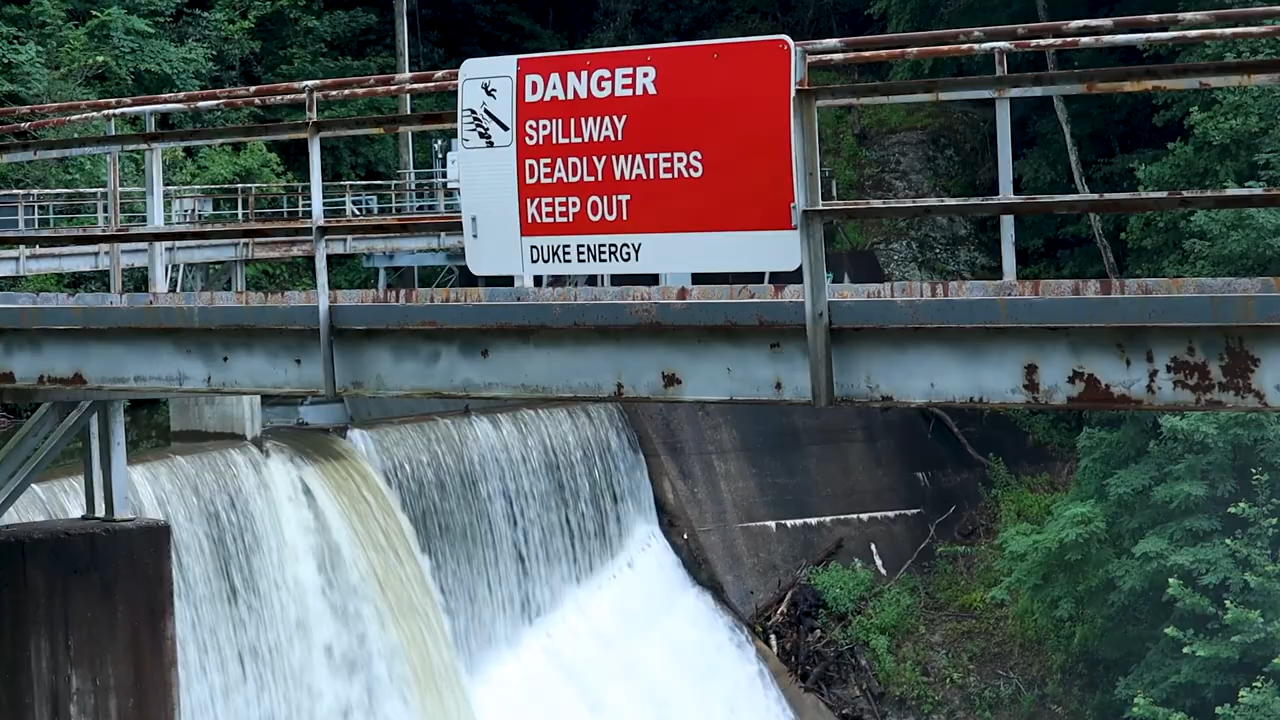 DANGER
SPILLWAY
DEADLY WATERS
KEEP OUT
DUKE ENERGY